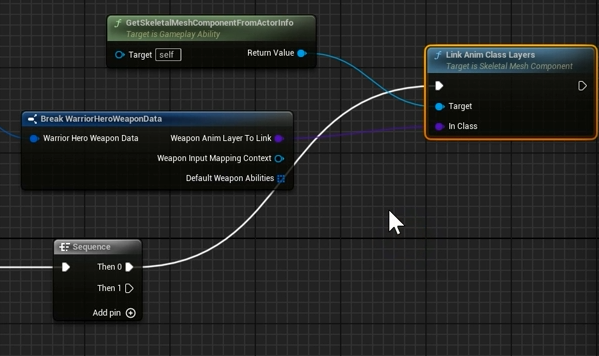 GetSkeletalMeshComponentFromActorInfo
Target is Gameplay Ability
Target self
Return Value
Link Anim Class Layers
Target is Skeletal Mesh Component
Target
In Class
Break WarriorHeroWeaponData
Warrior Hero Weapon Data
Weapon Anim Layer To Link
Weapon Input Mapping Context
Default Weapon Abilities
Sequence
Then 0
Then 1
Add pin